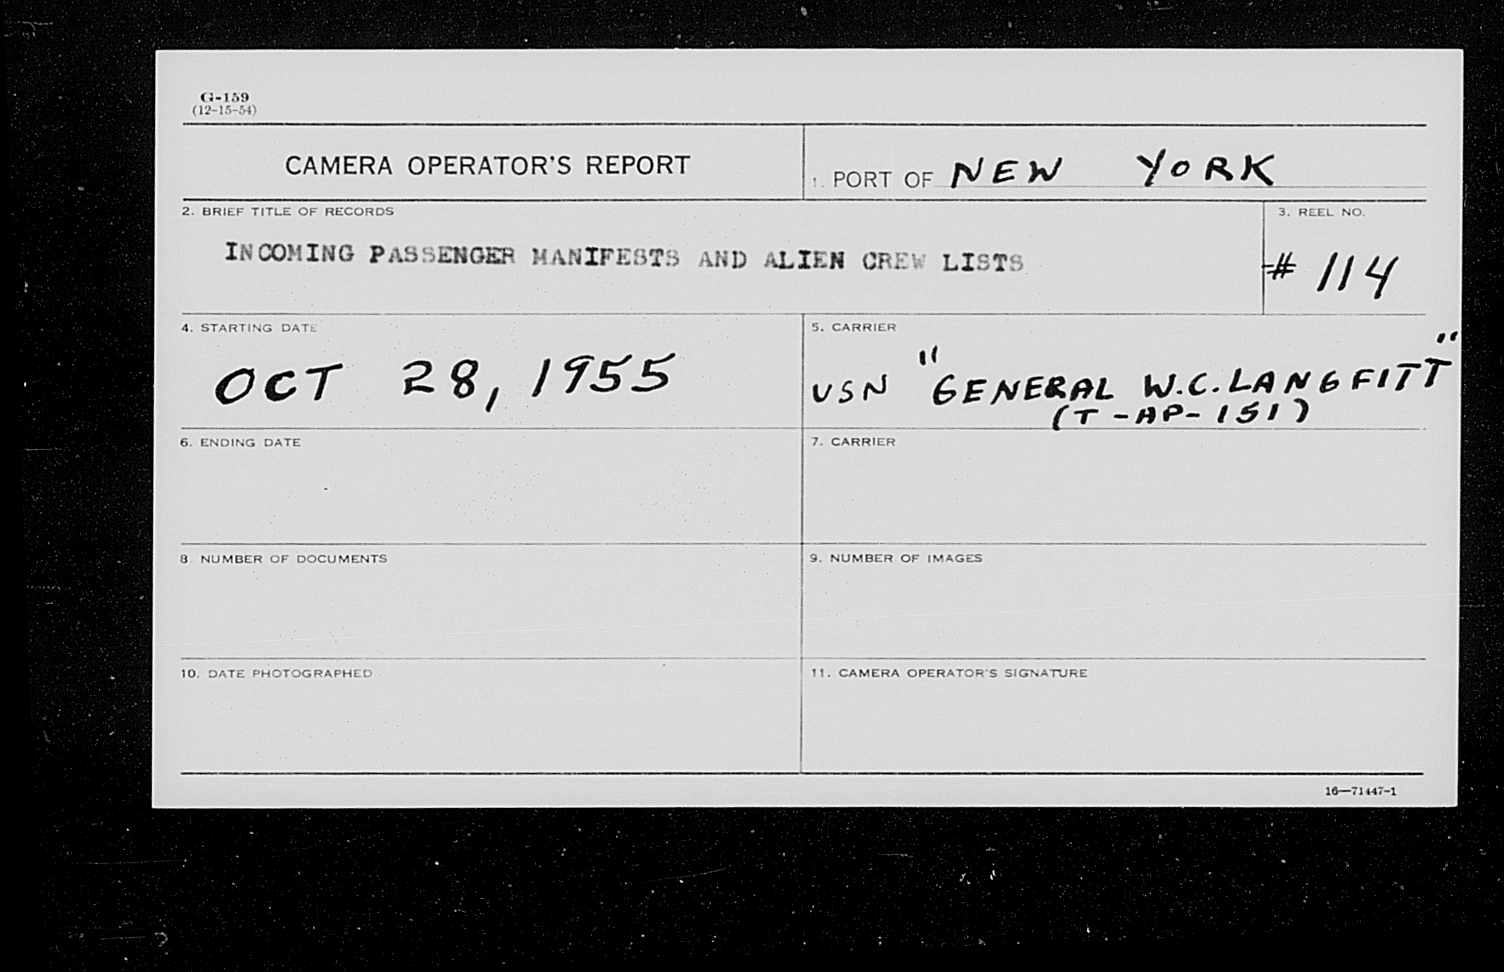 G-159
(12-15-54)
CAMERA OPERATOR'S REPORT
1. PORT OF NEW YORK
2. BRIEF TITLE OF RECORDS
INCOMING PASSENGER MANIFESTS AND ALIEN CREW LISTS
3. REEL NO.
# 114
4. STARTING DATE
OCT 28, 1955
5. CARRIER
USN "GENERAL W.C. LANGFITT"
(T-AP-151)
6. ENDING DATE
7. CARRIER
8 NUMBER OF DOCUMENTS
9. NUMBER OF IMAGES
10. DATE PHOTOGRAPHED
11. CAMERA OPERATOR'S SIGNATURE
16—71447-1